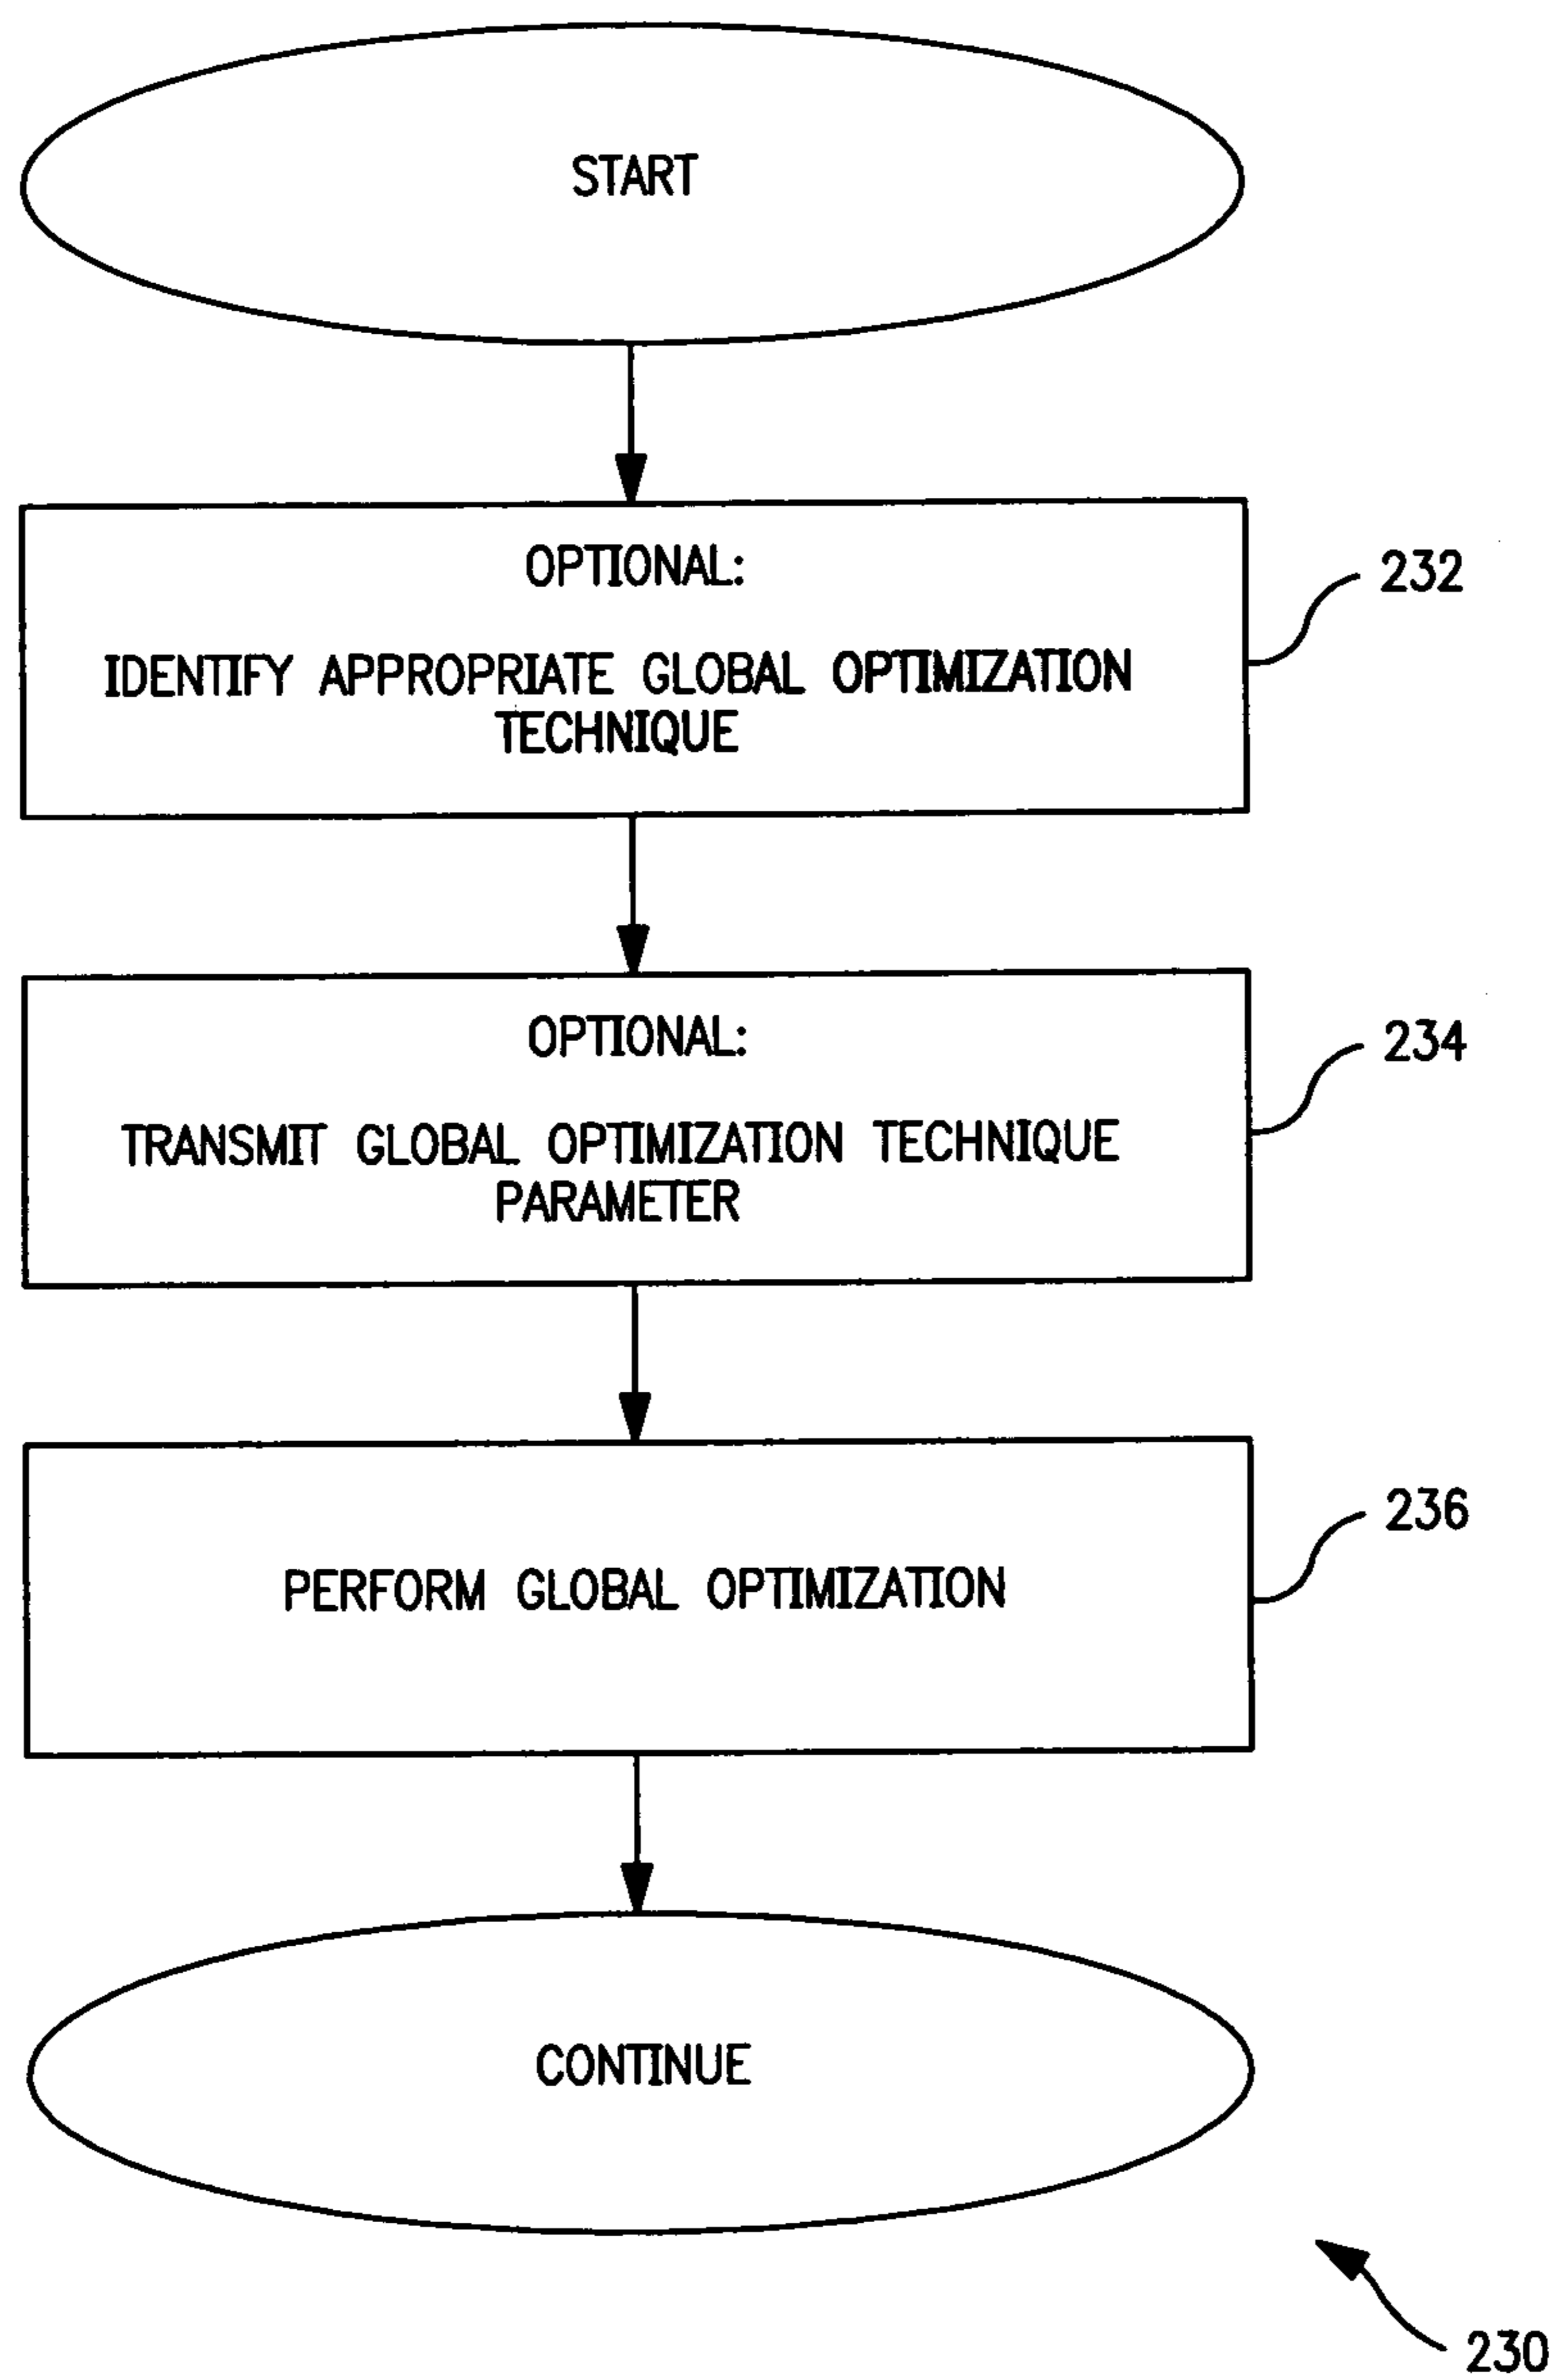 START
OPTIONAL:
232
IDENTIFY APPROPRIATE GLOBAL OPTIMIZATION
TECHNIQUE
OPTIONAL:
234
TRANSMIT GLOBAL OPTIMIZATION TECHNIQUE
PARAMETER
236
PERFORM GLOBAL OPTIMIZATION
CONTINUE
230